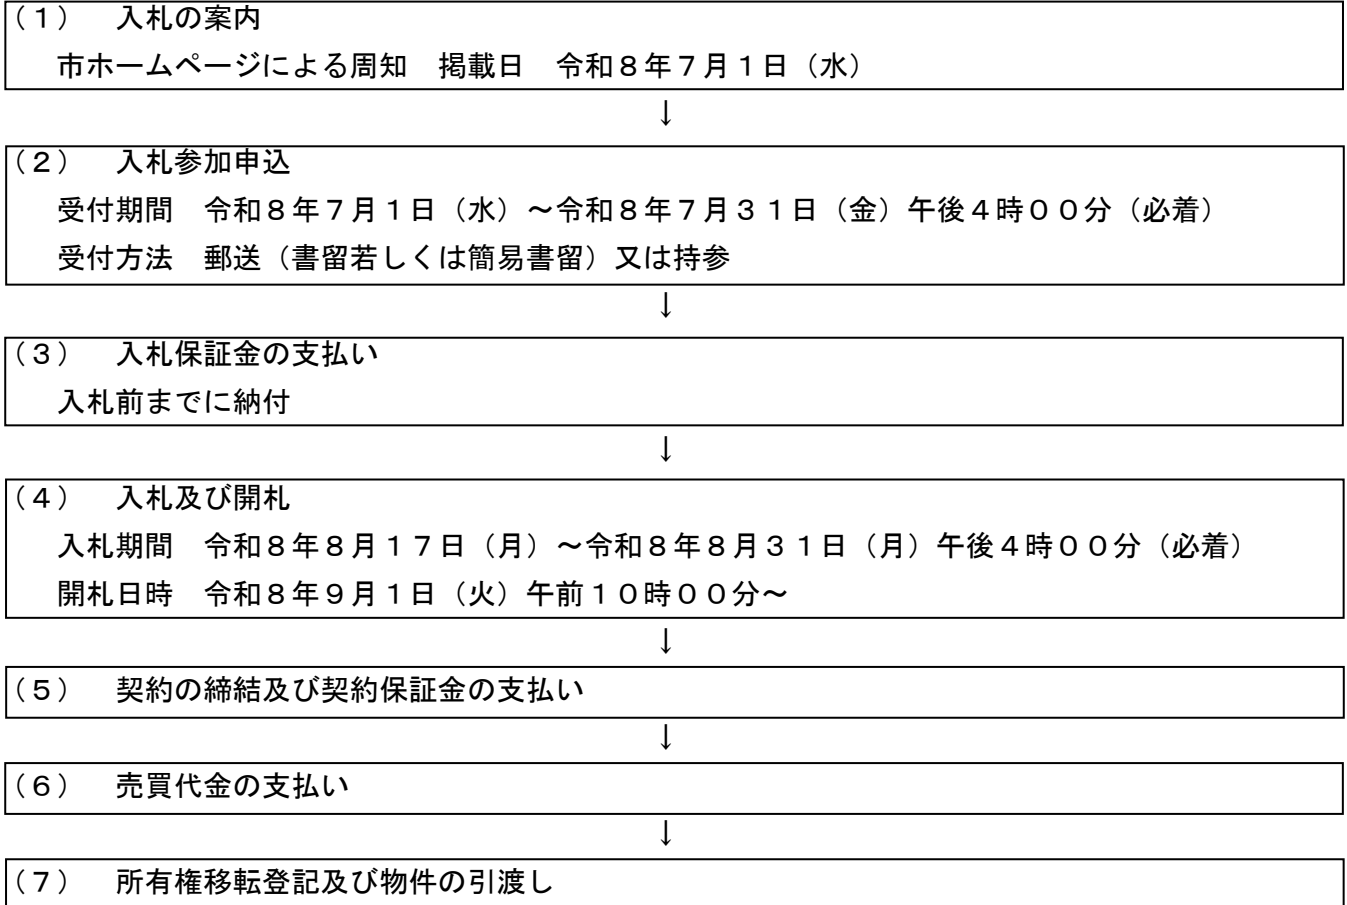 （１）　入札の案内
市ホームページによる周知　掲載日　令和８年７月１日（水）
↓
（２）　入札参加申込
受付期間　令和８年７月１日（水）～令和８年７月３１日（金）午後４時００分（必着）
受付方法　郵送（書留若しくは簡易書留）又は持参
↓
（３）　入札保証金の支払い
入札前までに納付
↓
（４）　入札及び開札
入札期間　令和８年８月１７日（月）～令和８年８月３１日（月）午後４時００分（必着）
開札日時　令和８年９月１日（火）午前１０時００分～
↓
（５）　契約の締結及び契約保証金の支払い
↓
（６）　売買代金の支払い
↓
（７）　所有権移転登記及び物件の引渡し